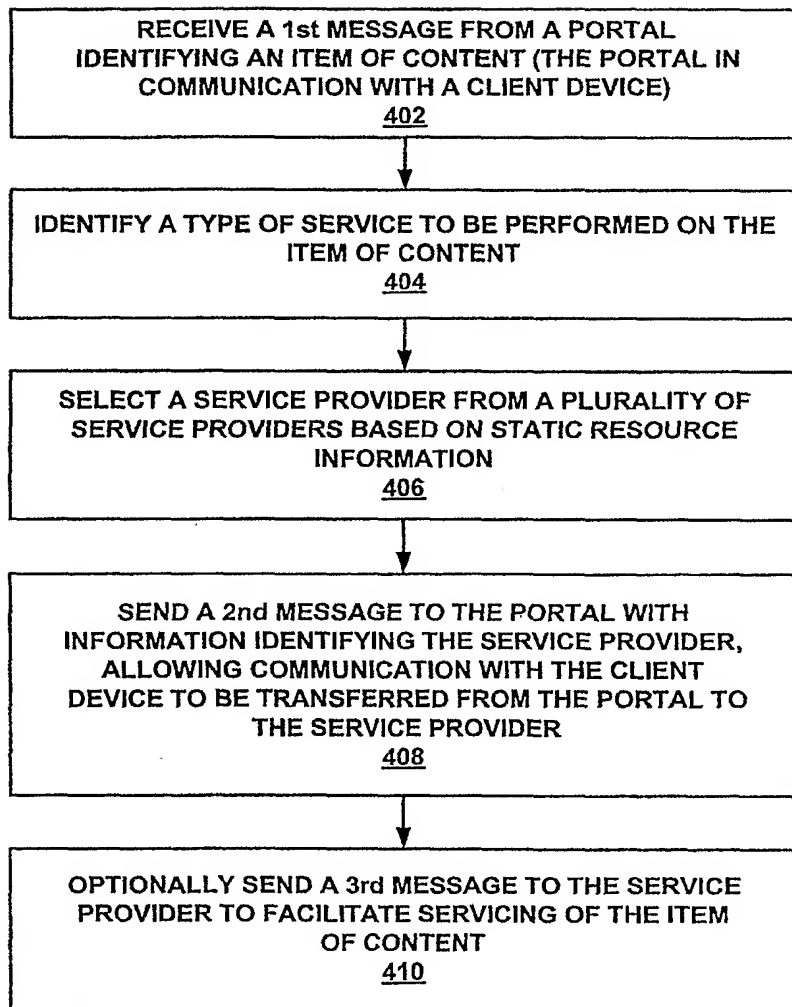 RECEIVE A 1st MESSAGE FROM A PORTAL
IDENTIFYING AN ITEM OF CONTENT (THE PORTAL IN
COMMUNICATION WITH A CLIENT DEVICE)
402
IDENTIFY A TYPE OF SERVICE TO BE PERFORMED ON THE
ITEM OF CONTENT
404
SELECT A SERVICE PROVIDER FROM A PLURALITY OF
SERVICE PROVIDERS BASED ON STATIC RESOURCE
INFORMATION
406
SEND A 2nd MESSAGE TO THE PORTAL WITH
INFORMATION IDENTIFYING THE SERVICE PROVIDER,
ALLOWING COMMUNICATION WITH THE CLIENT
DEVICE TO BE TRANSFERRED FROM THE PORTAL TO
THE SERVICE PROVIDER
408
OPTIONALLY SEND A 3rd MESSAGE TO THE SERVICE
PROVIDER TO FACILITATE SERVICING OF THE ITEM
OF CONTENT
410